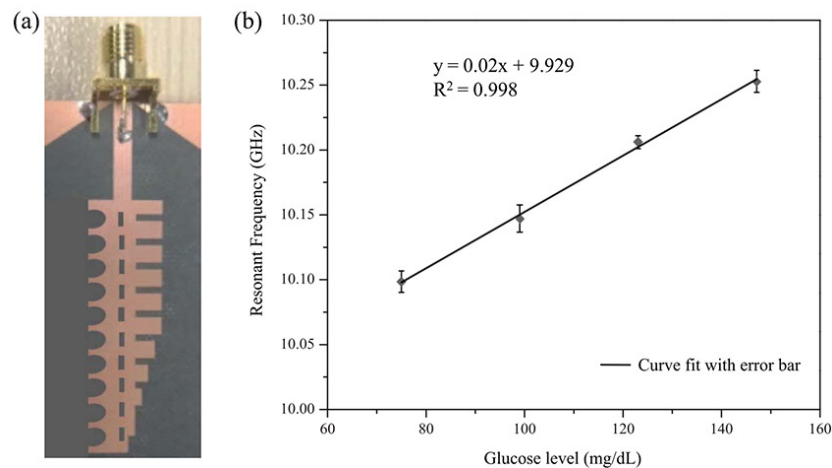 (a)
(b)
10.30
10.25
10.20
10.15
10.10
10.05
10.00
Resonant Frequency (GHz)
y = 0.02x + 9.929
R² = 0.998
Curve fit with error bar
60
80
100
120
140
160
Glucose level (mg/dL)